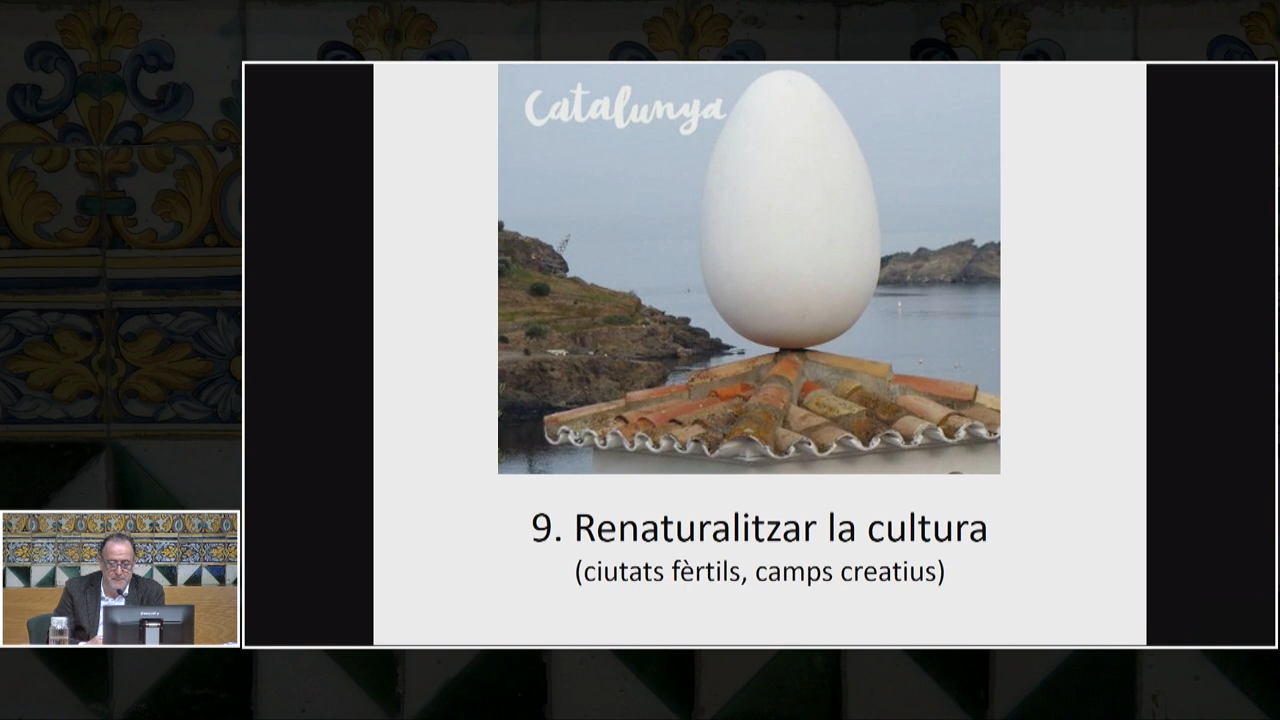 Catalunya
9. Renaturalitzar la cultura
(ciutats fèrtils, camps creatius)